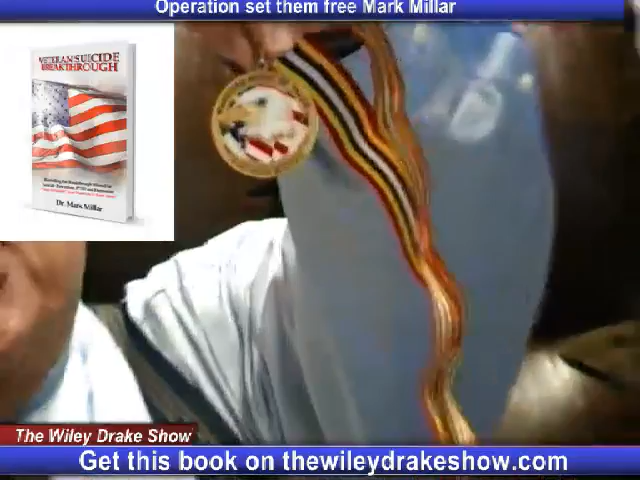 Operation set them free Mark Millar
VETERAN SUICIDE
BREAKTHROUGH
Dr. Mark Millar
The Wiley Drake Show
Get this book on thewileydrakeshow.com